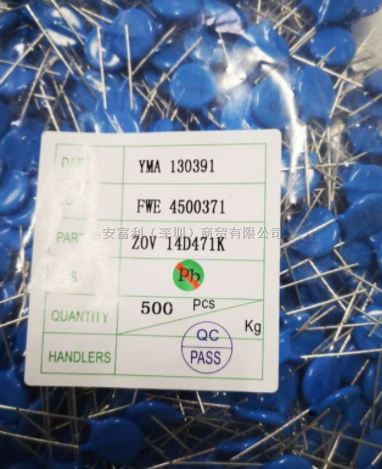 DATE YMA 130391
FWE 4500371
安富利（深圳）商贸有限公司
PART ZOV 14D471K
Pb
QUANTITY 500 PCS
Kg
HANDLERS QC PASS